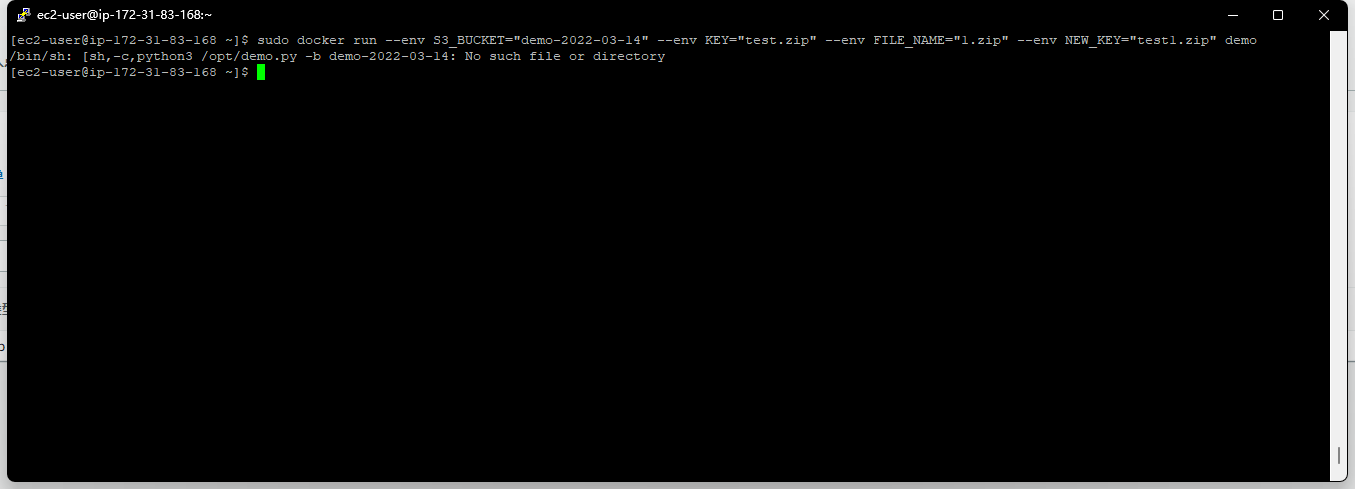 ec2-user@ip-172-31-83-168:~
[ec2-user@ip-172-31-83-168 ~]$ sudo docker run --env S3_BUCKET="demo-2022-03-14" --env KEY="test.zip" --env FILE_NAME="1.zip" --env NEW_KEY="test1.zip" demo
/bin/sh: [sh,-c,python3 /opt/demo.py -b demo-2022-03-14: No such file or directory
[ec2-user@ip-172-31-83-168 ~]$